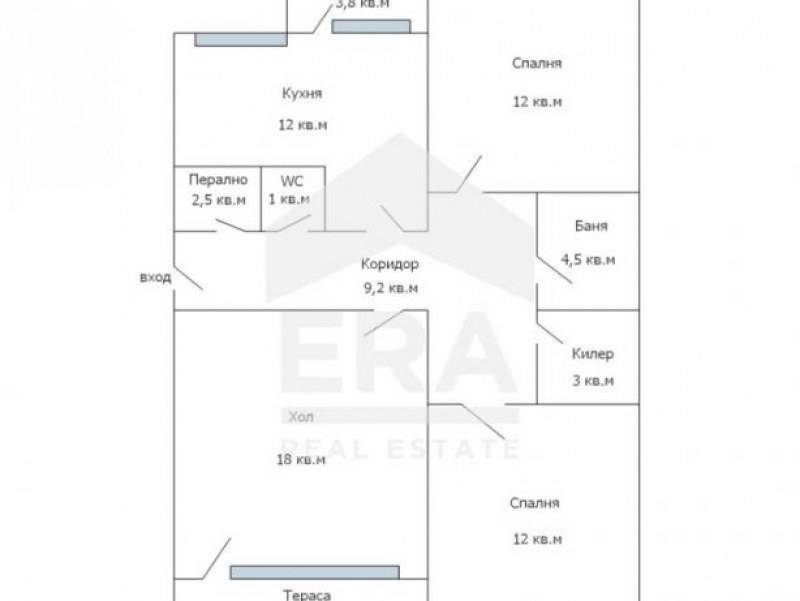 3,8 кв.м
Спалня
12 кв.м
Кухня
12 кв.м
Перално
2,5 кв.м
WC
1 кв.м
Баня
4,5 кв.м
Коридор
9,2 кв.м
вход
ERA
REAL ESTATE
Килер
3 кв.м
Хол
18 кв.м
Спалня
12 кв.м
Тераса